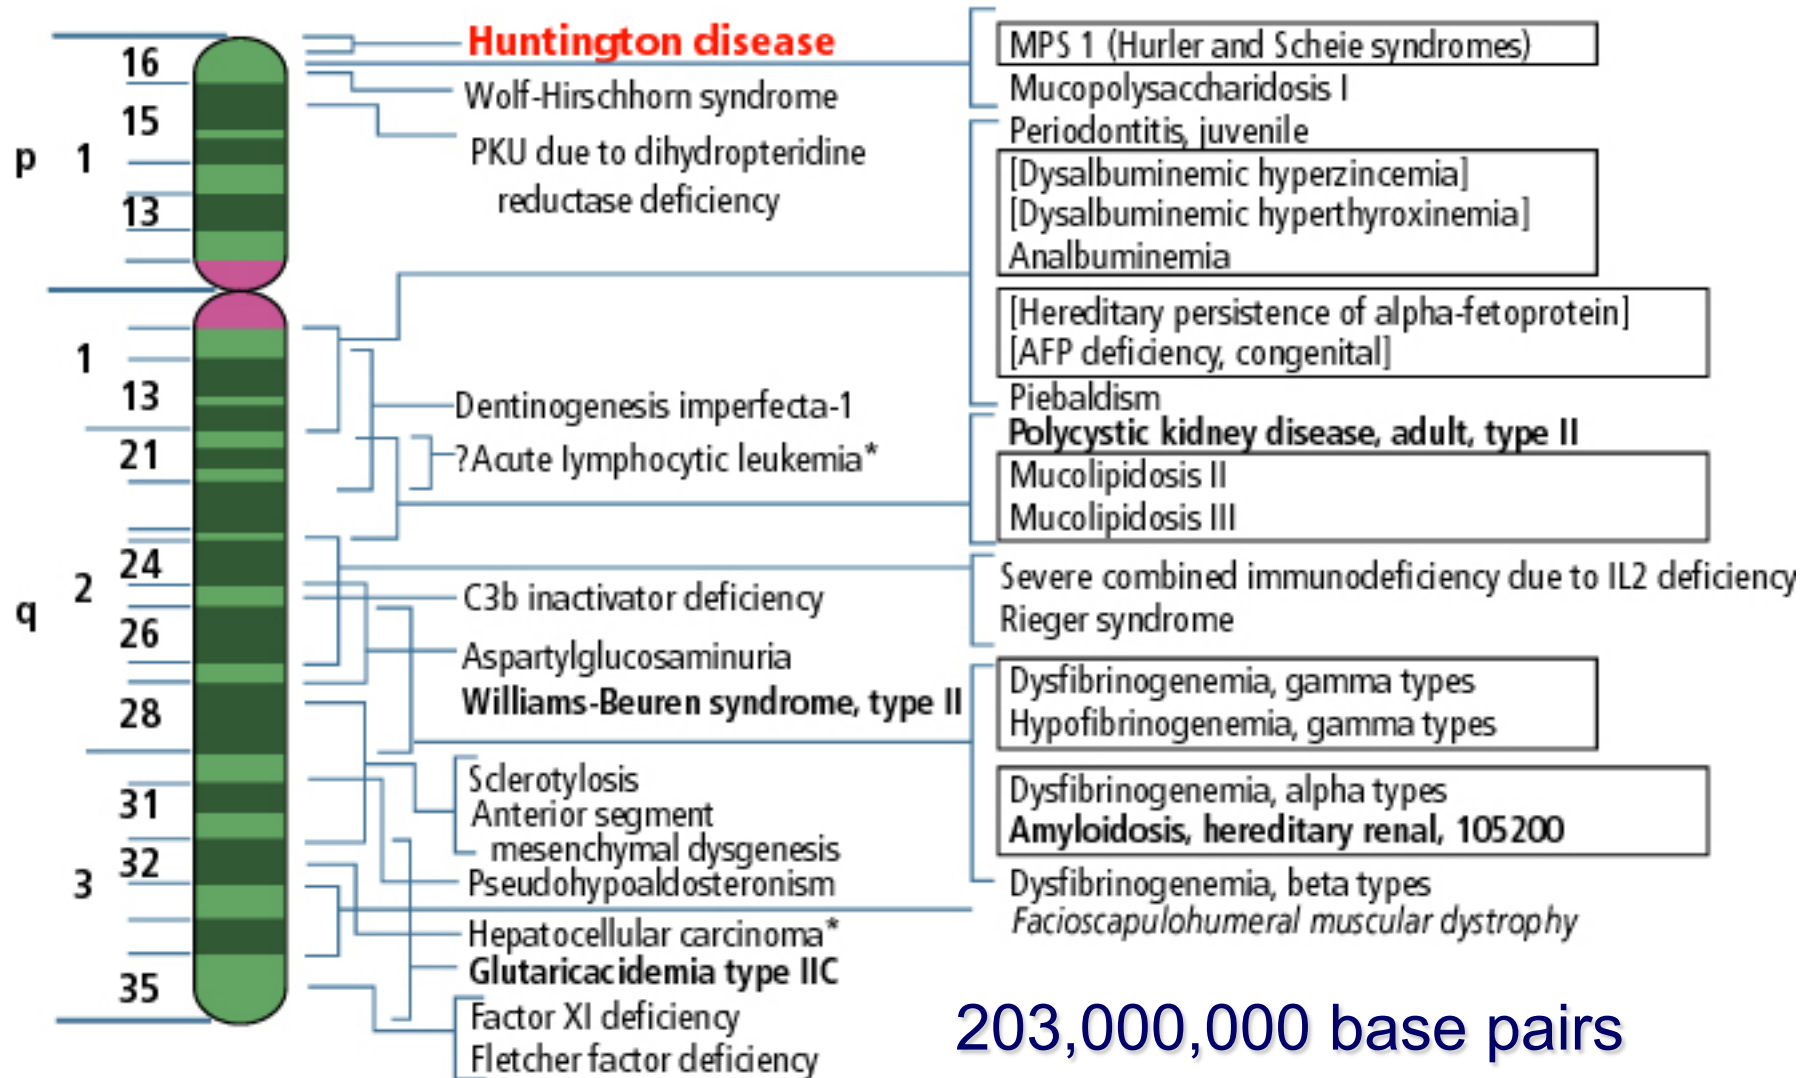 p
1
16
15
13
q
1
13
21
2
24
26
28
3
31
32
35
Huntington disease
Wolf-Hirschhorn syndrome
PKU due to dihydropteridine
reductase deficiency
Dentinogenesis imperfecta-1
?Acute lymphocytic leukemia*
C3b inactivator deficiency
Aspartylglucosaminuria
Williams-Beuren syndrome, type II
Sclerotylosis
Anterior segment
mesenchymal dysgenesis
Pseudohypoaldosteronism
Hepatocellular carcinoma*
Glutaricacidemia type IIC
Factor XI deficiency
Fletcher factor deficiency
MPS 1 (Hurler and Scheie syndromes)
Mucopolysaccharidosis I
Periodontitis, juvenile
[Dysalbuminemic hyperzincemia]
[Dysalbuminemic hyperthyroxinemia]
Analbuminemia
[Hereditary persistence of alpha-fetoprotein]
[AFP deficiency, congenital]
Piebaldism
Polycystic kidney disease, adult, type II
Mucolipidosis II
Mucolipidosis III
Severe combined immunodeficiency due to IL2 deficiency
Rieger syndrome
Dysfibrinogenemia, gamma types
Hypofibrinogenemia, gamma types
Dysfibrinogenemia, alpha types
Amyloidosis, hereditary renal, 105200
Dysfibrinogenemia, beta types
Facioscapulohumeral muscular dystrophy
203,000,000 base pairs